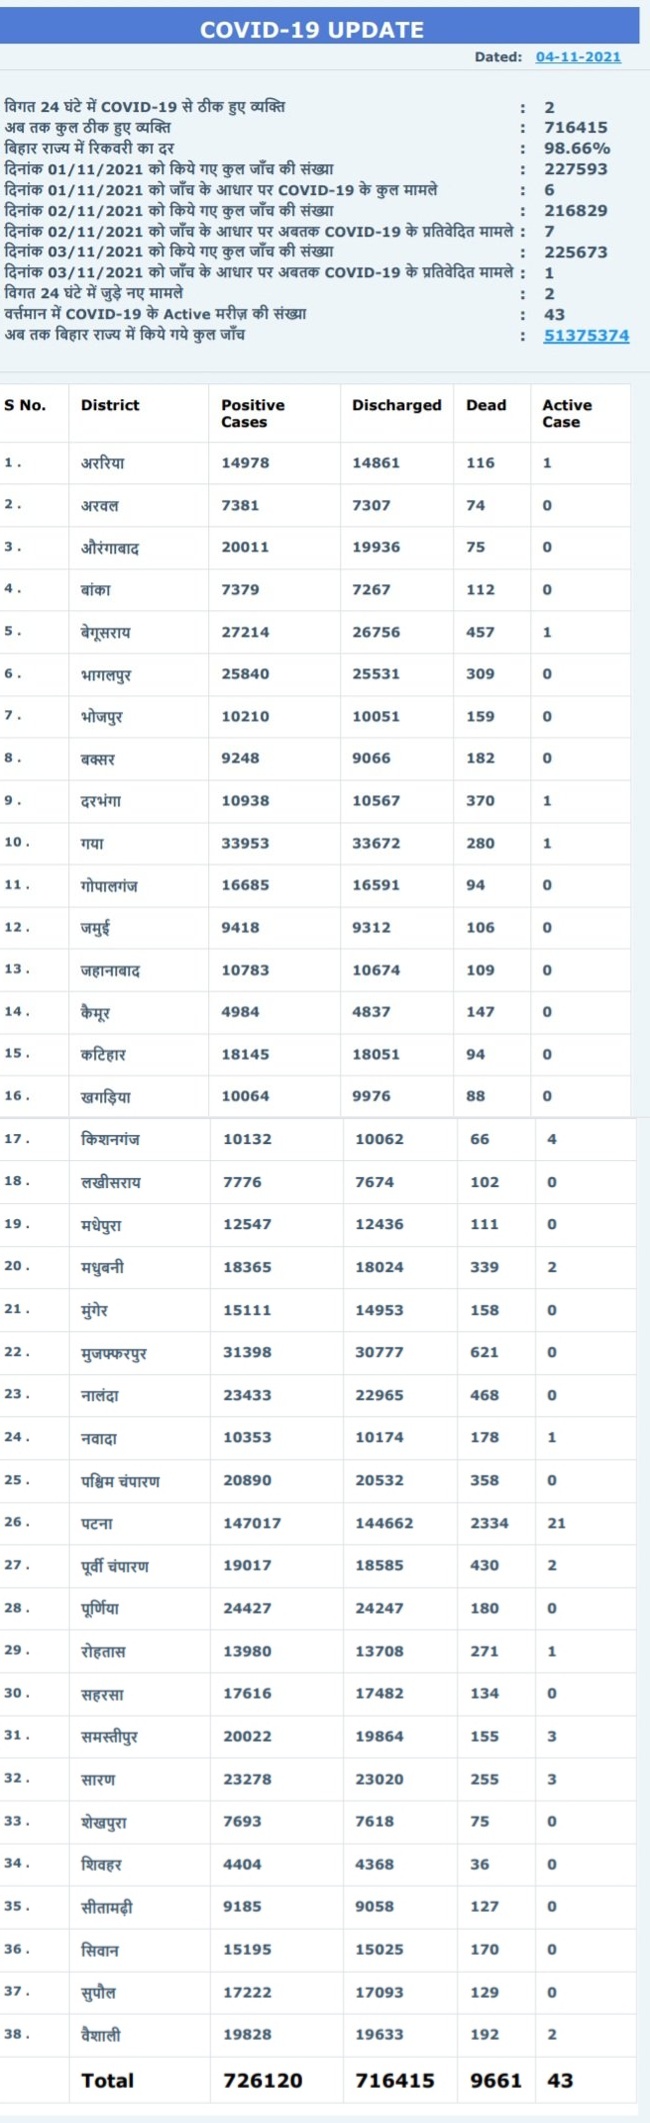 COVID-19 UPDATE
Dated: 04-11-2021
विगत 24 घंटे में COVID-19 से ठीक हुए व्यक्ति : 2
अब तक कुल ठीक हुए व्यक्ति : 716415
बिहार राज्य में रिकवरी का दर : 98.66%
दिनांक 01/11/2021 को किये गए कुल जाँच की संख्या : 227593
दिनांक 01/11/2021 को जाँच के आधार पर COVID-19 के कुल मामले : 6
दिनांक 02/11/2021 को किये गए कुल जाँच की संख्या : 216829
दिनांक 02/11/2021 को जाँच के आधार पर अबतक COVID-19 के प्रतिवेदित मामले : 7
दिनांक 03/11/2021 को किये गए कुल जाँच की संख्या : 225673
दिनांक 03/11/2021 को जाँच के आधार पर अबतक COVID-19 के प्रतिवेदित मामले : 1
विगत 24 घंटे में जुड़े नए मामले : 2
वर्त्तमान में COVID-19 के Active मरीज़ की संख्या : 43
अब तक बिहार राज्य में किये गये कुल जाँच : 51375374
S No. District Positive Cases Discharged Dead Active Case
1 . अररिया 14978 14861 116 1
2 . अरवल 7381 7307 74 0
3 . औरंगाबाद 20011 19936 75 0
4 . बांका 7379 7267 112 0
5 . बेगूसराय 27214 26756 457 1
6 . भागलपुर 25840 25531 309 0
7 . भोजपुर 10210 10051 159 0
8 . बक्सर 9248 9066 182 0
9 . दरभंगा 10938 10567 370 1
10 . गया 33953 33672 280 1
11 . गोपालगंज 16685 16591 94 0
12 . जमुई 9418 9312 106 0
13 . जहानाबाद 10783 10674 109 0
14 . कैमूर 4984 4837 147 0
15 . कटिहार 18145 18051 94 0
16 . खगड़िया 10064 9976 88 0
17 . किशनगंज 10132 10062 66 4
18 . लखीसराय 7776 7674 102 0
19 . मधेपुरा 12547 12436 111 0
20 . मधुबनी 18365 18024 339 2
21 . मुंगेर 15111 14953 158 0
22 . मुजफ्फरपुर 31398 30777 621 0
23 . नालंदा 23433 22965 468 0
24 . नवादा 10353 10174 178 1
25 . पश्चिम चंपारण 20890 20532 358 0
26 . पटना 147017 144662 2334 21
27 . पूर्वी चंपारण 19017 18585 430 2
28 . पूर्णिया 24427 24247 180 0
29 . रोहतास 13980 13708 271 1
30 . सहरसा 17616 17482 134 0
31 . समस्तीपुर 20022 19864 155 3
32 . सारण 23278 23020 255 3
33 . शेखपुरा 7693 7618 75 0
34 . शिवहर 4404 4368 36 0
35 . सीतामढ़ी 9185 9058 127 0
36 . सिवान 15195 15025 170 0
37 . सुपौल 17222 17093 129 0
38 . वैशाली 19828 19633 192 2
Total 726120 716415 9661 43